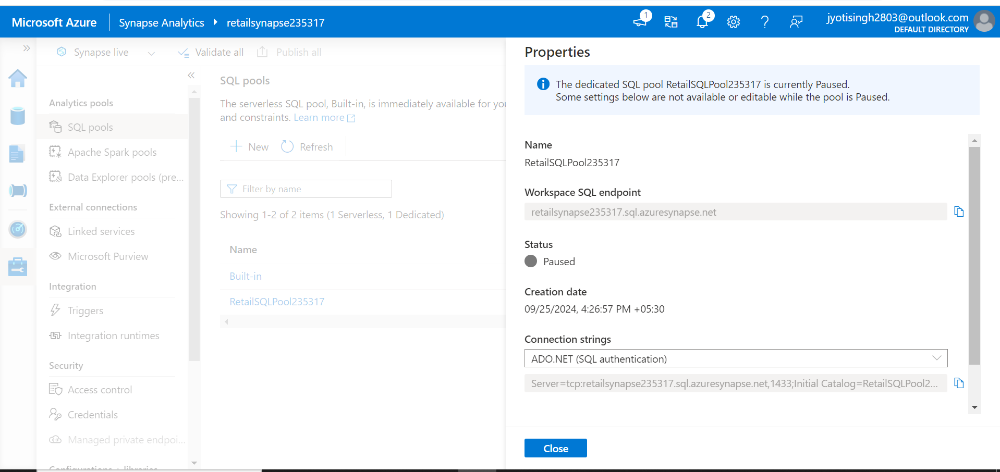 Microsoft Azure
Synapse Analytics
retailsynapse235317
1
2
jyotisingh2803@outlook.com
DEFAULT DIRECTORY
Synapse live
Validate all
Publish all
Analytics pools
SQL pools
Apache Spark pools
Data Explorer pools (pre...
External connections
Linked services
Microsoft Purview
Integration
Triggers
Integration runtimes
Security
Access control
Credentials
Managed private endpoi...
Configurations + libraries
SQL pools
The serverless SQL pool, Built-in, is immediately available for you
and constraints. Learn more
New
Refresh
Filter by name
Showing 1-2 of 2 items (1 Serverless, 1 Dedicated)
Name
Built-in
RetailSQLPool235317
Properties
The dedicated SQL pool RetailSQLPool235317 is currently Paused.
Some settings below are not available or editable while the pool is Paused.
Name
RetailSQLPool235317
Workspace SQL endpoint
retailsynapse235317.sql.azuresynapse.net
Status
Paused
Creation date
09/25/2024, 4:26:57 PM +05:30
Connection strings
ADO.NET (SQL authentication)
Server=tcp:retailsynapse235317.sql.azuresynapse.net,1433;Initial Catalog=RetailSQLPool2...
Close